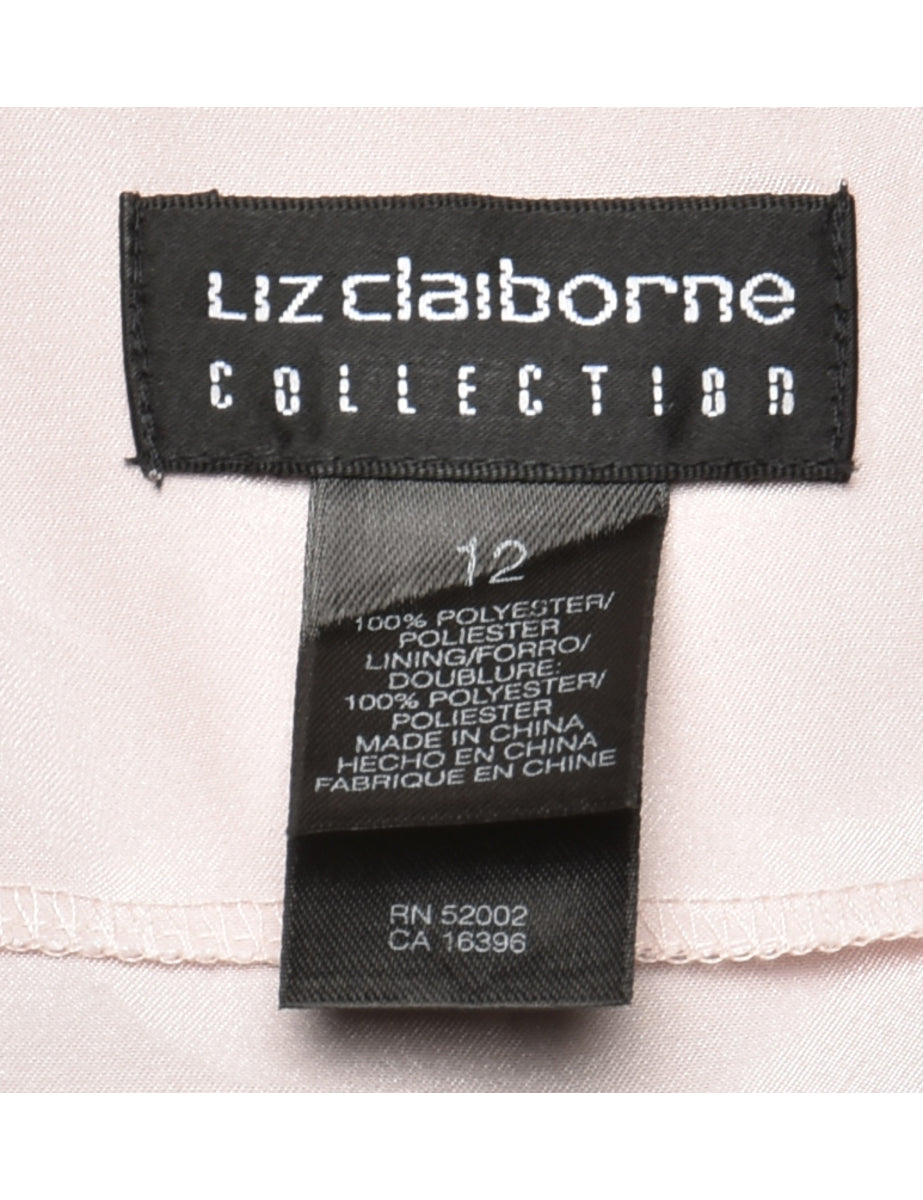 liz claiborne
COLLECTION
12
100% POLYESTER/
POLIESTER
LINING/FORRO/
DOUBLURE:
100% POLYESTER/
POLIESTER
MADE IN CHINA
HECHO EN CHINA
FABRIQUE EN CHINE
RN 52002
CA 16396